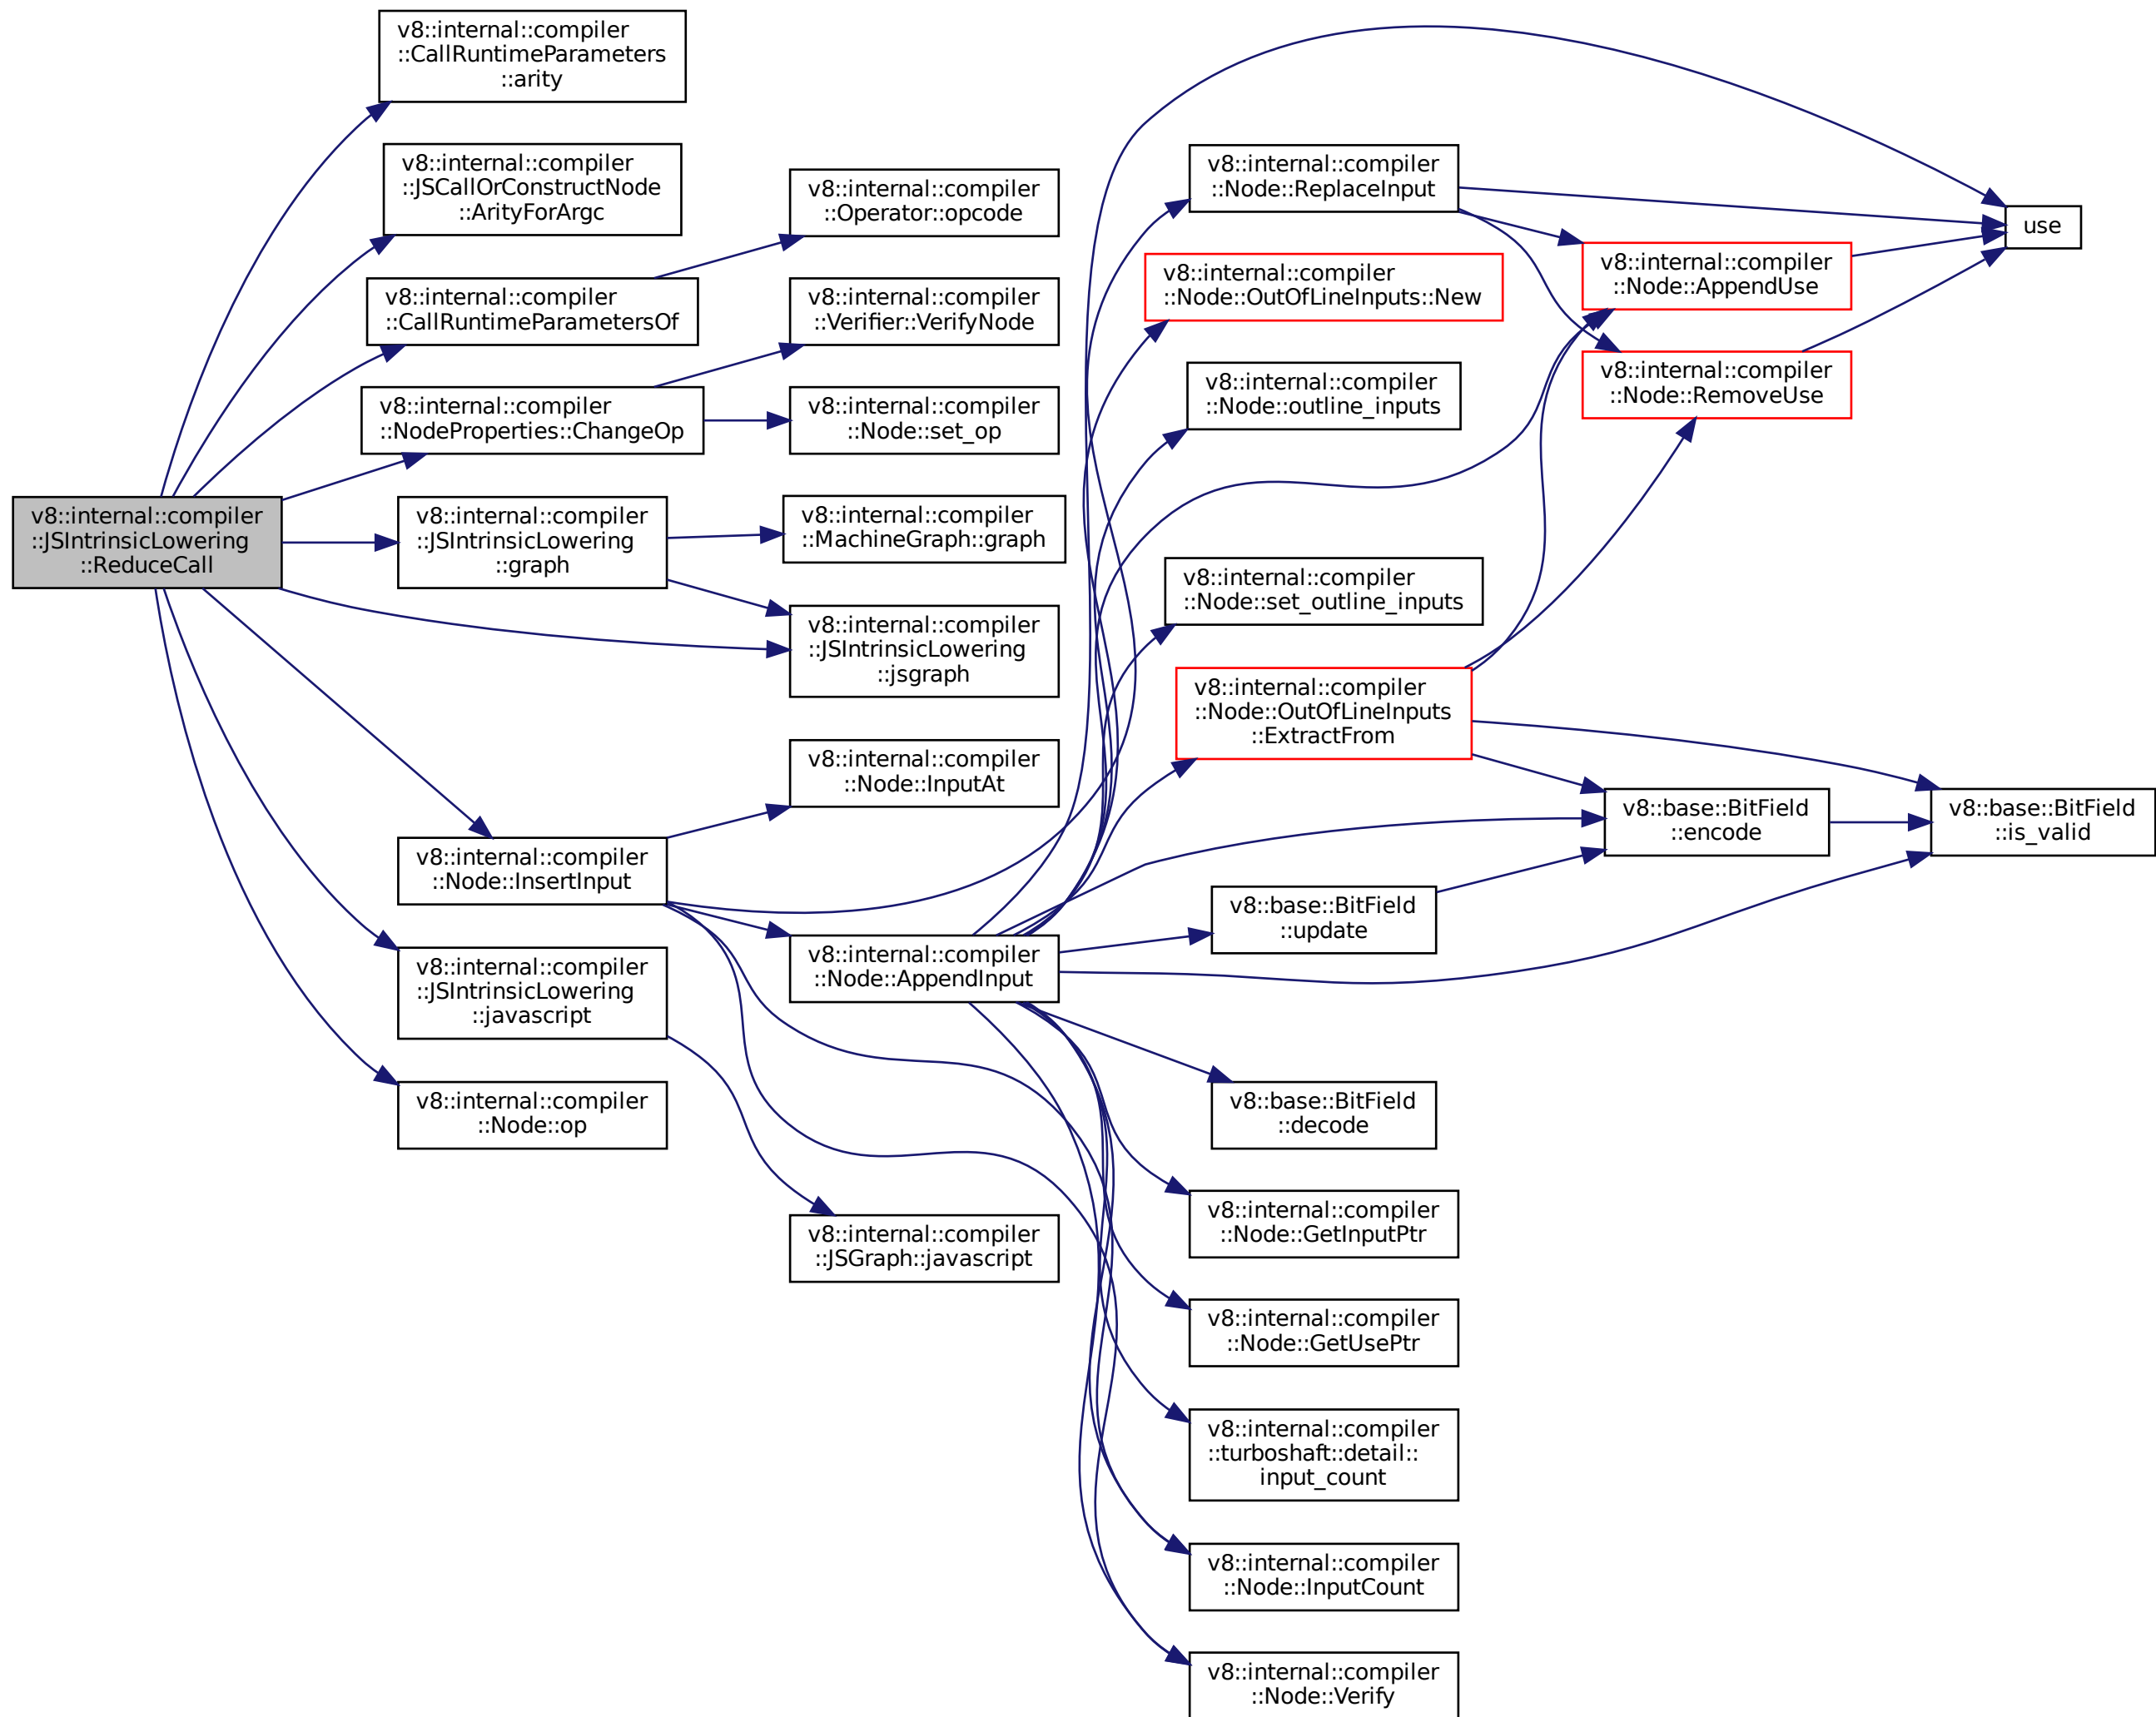 v8::internal::compiler
::JSIntrinsicLowering
::ReduceCall
v8::internal::compiler
::CallRuntimeParameters
::arity
v8::internal::compiler
::JSCallOrConstructNode
::ArityForArgc
v8::internal::compiler
::CallRuntimeParametersOf
v8::internal::compiler
::NodeProperties::ChangeOp
v8::internal::compiler
::JSIntrinsicLowering
::graph
v8::internal::compiler
::Node::InsertInput
v8::internal::compiler
::JSIntrinsicLowering
::javascript
v8::internal::compiler
::Node::op
v8::internal::compiler
::Operator::opcode
v8::internal::compiler
::Verifier::VerifyNode
v8::internal::compiler
::Node::set_op
v8::internal::compiler
::MachineGraph::graph
v8::internal::compiler
::JSIntrinsicLowering
::jsgraph
v8::internal::compiler
::Node::InputAt
v8::internal::compiler
::Node::AppendInput
v8::internal::compiler
::JSGraph::javascript
v8::internal::compiler
::Node::ReplaceInput
v8::internal::compiler
::Node::OutOfLineInputs::New
v8::internal::compiler
::Node::outline_inputs
v8::internal::compiler
::Node::set_outline_inputs
v8::internal::compiler
::Node::OutOfLineInputs
::ExtractFrom
v8::base::BitField
::update
v8::base::BitField
::decode
v8::internal::compiler
::Node::GetInputPtr
v8::internal::compiler
::Node::GetUsePtr
v8::internal::compiler
::turboshaft::detail::
input_count
v8::internal::compiler
::Node::InputCount
v8::internal::compiler
::Node::Verify
v8::internal::compiler
::Node::AppendUse
v8::internal::compiler
::Node::RemoveUse
v8::base::BitField
::encode
use
v8::base::BitField
::is_valid